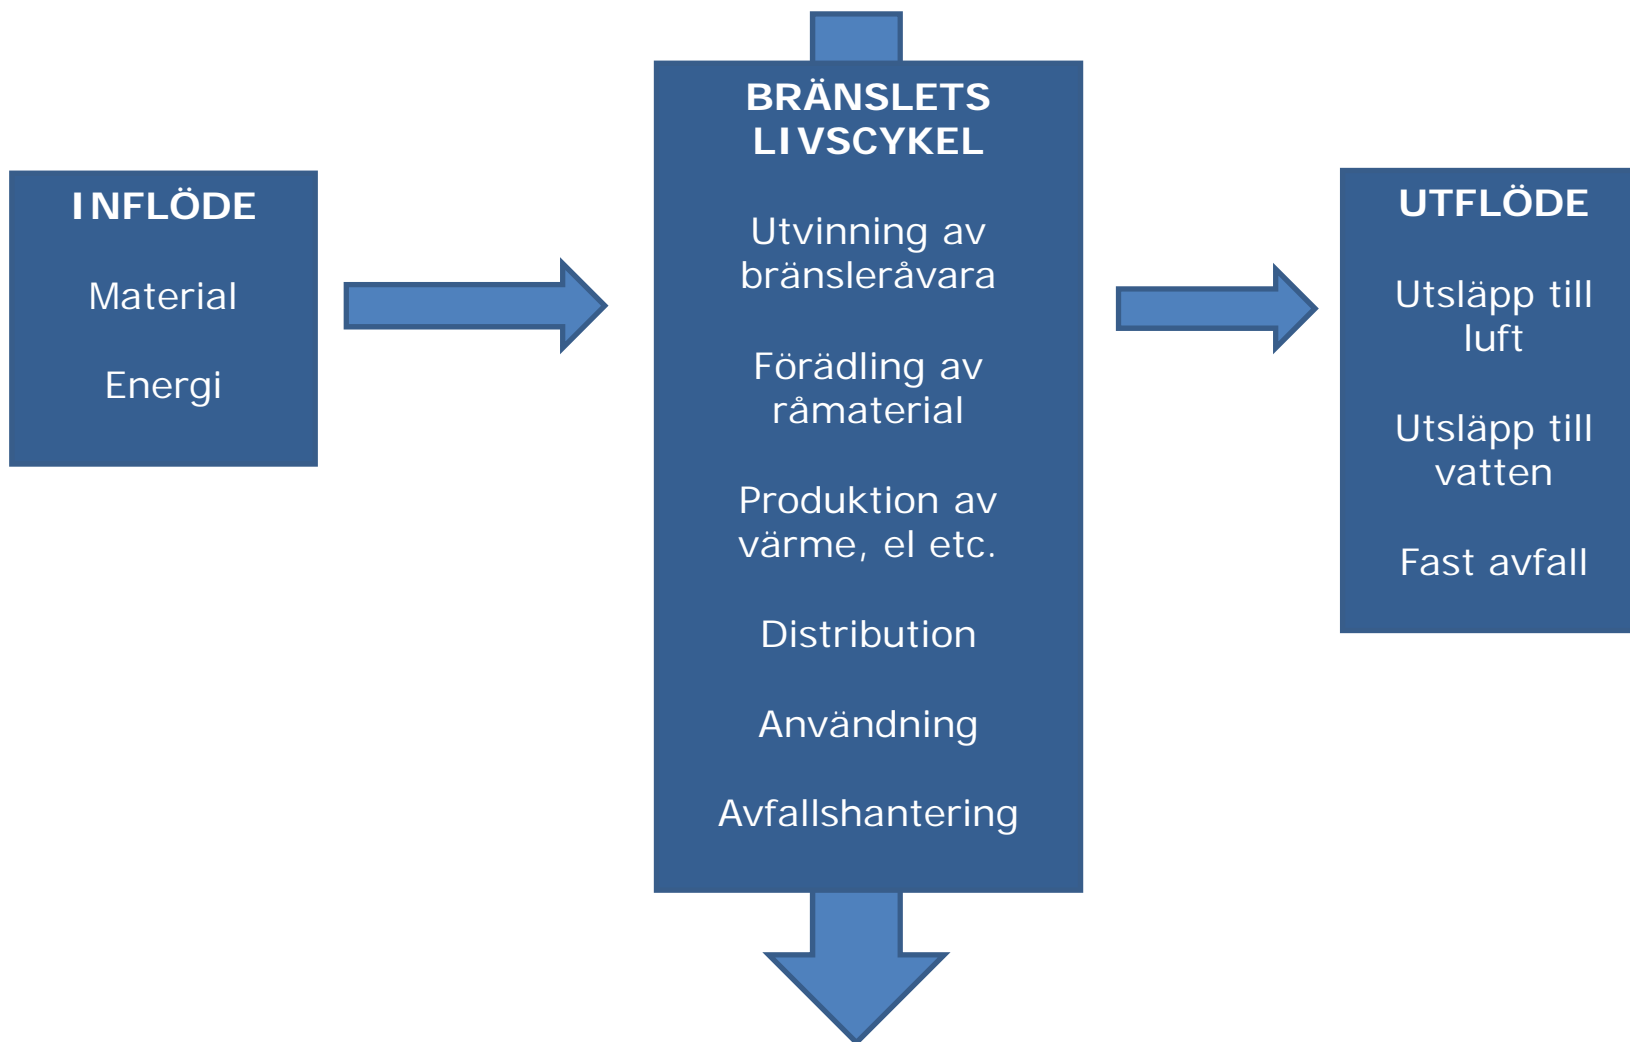 INFLÖDE
Material
Energi
BRÄNSLETS
LIVSCYKEL
Utvinning av
bränsleråvara
Förädling av
råmaterial
Produktion av
värme, el etc.
Distribution
Användning
Avfallshantering
UTFLÖDE
Utsläpp till
luft
Utsläpp till
vatten
Fast avfall